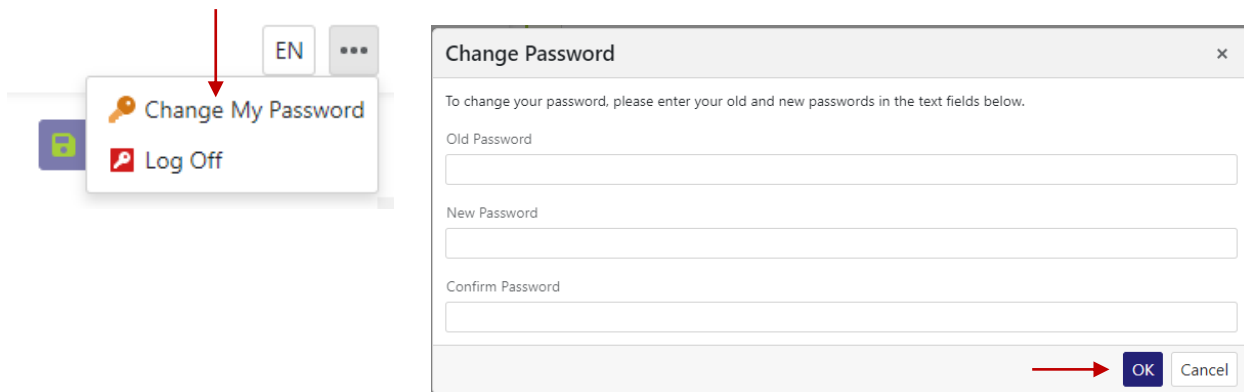 EN •••
Change My Password
Log Off
Change Password ×
To change your password, please enter your old and new passwords in the text fields below.
Old Password
New Password
Confirm Password
OK Cancel